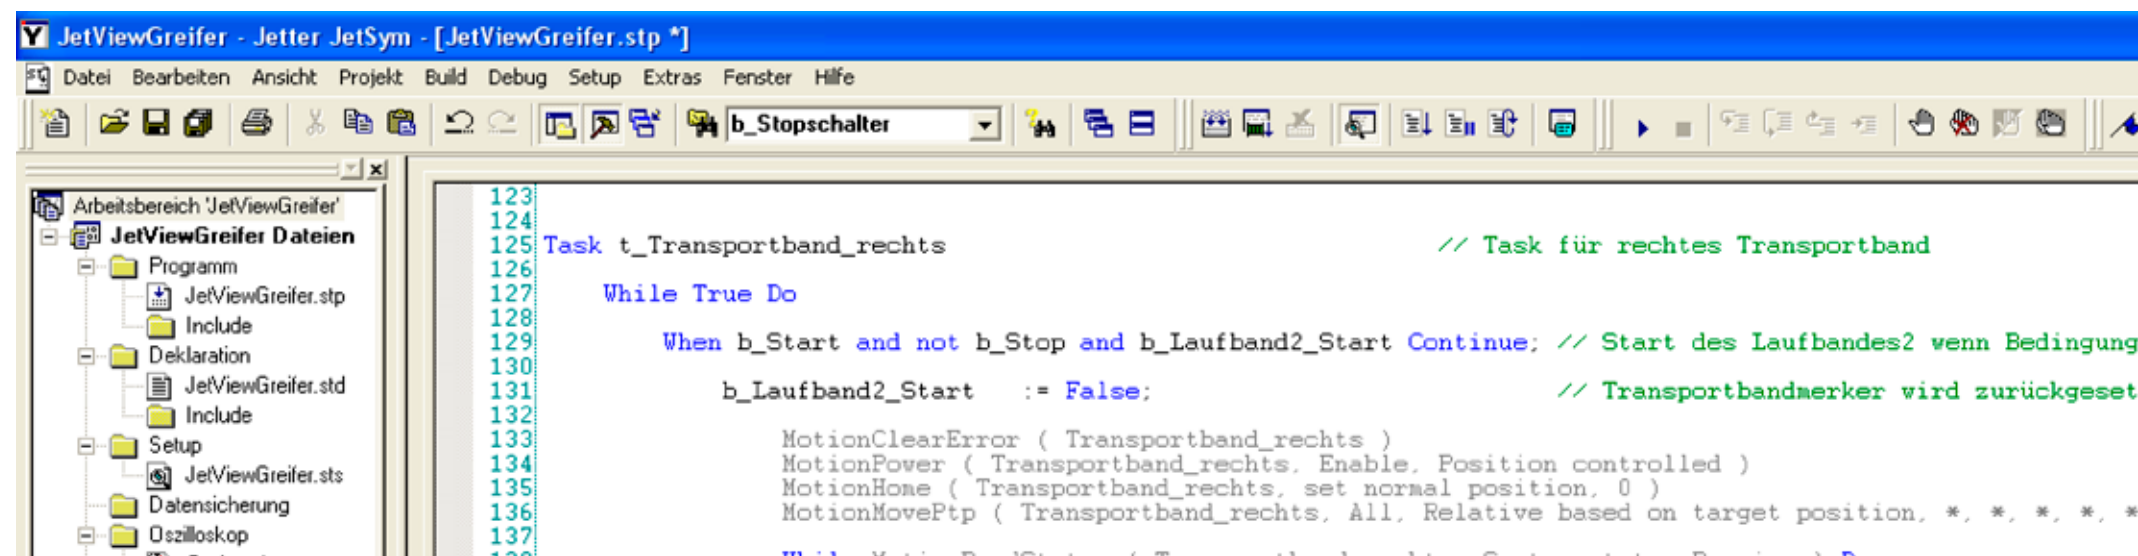 JetViewGreifer - Jetter JetSym - [JetViewGreifer.stp *]
Datei Bearbeiten Ansicht Projekt Build Debug Setup Extras Fenster Hilfe
b_Stopschalter
Arbeitsbereich 'JetViewGreifer'
JetViewGreifer Dateien
Programm
JetViewGreifer.stp
Include
Deklaration
JetViewGreifer.std
Include
Setup
JetViewGreifer.sts
Datensicherung
Oszilloskop
123
124
125 Task t_Transportband_rechts // Task für rechtes Transportband
126
127 While True Do
128
129 When b_Start and not b_Stop and b_Laufband2_Start Continue; // Start des Laufbandes2 wenn Bedingung
130
131 b_Laufband2_Start := False; // Transportbandmerker wird zurückgeset
132
133 MotionClearError ( Transportband_rechts )
134 MotionPower ( Transportband_rechts, Enable, Position controlled )
135 MotionHome ( Transportband_rechts, set normal position, 0 )
136 MotionMovePtp ( Transportband_rechts, All, Relative based on target position, *, *, *, *, *
137